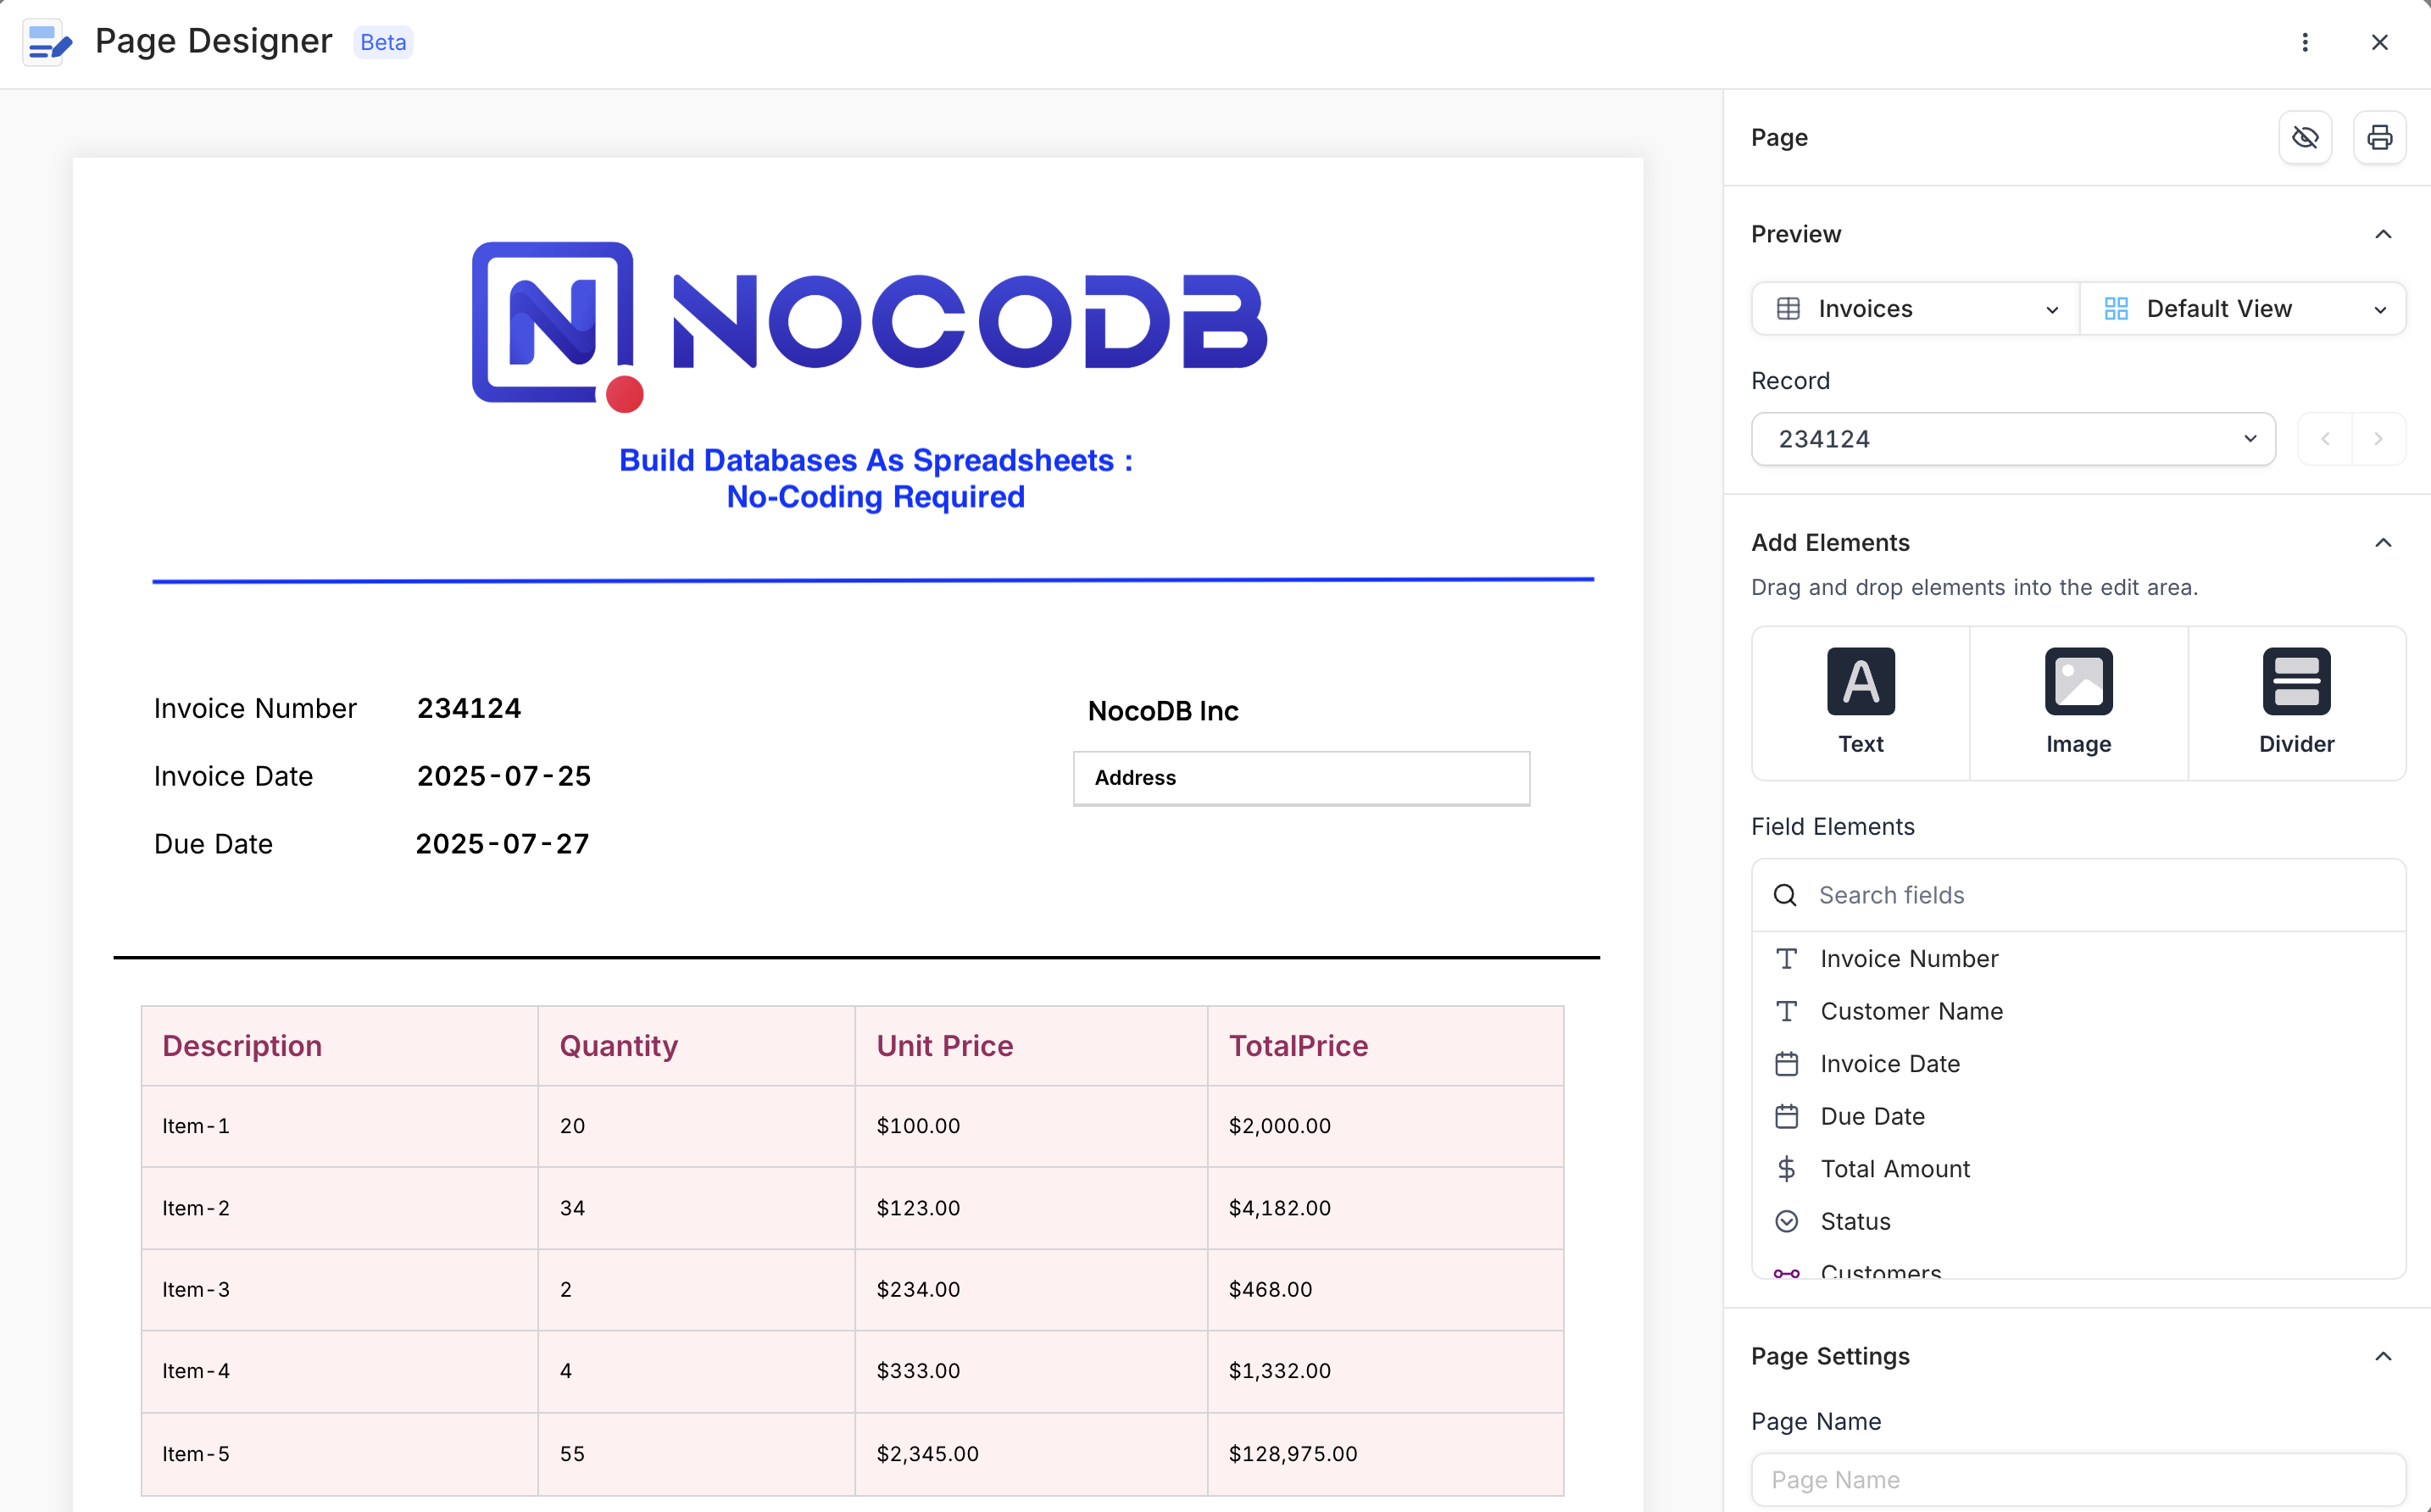 Page Designer Beta
Page
Preview
Invoices Default View
Record
234124
Add Elements
Drag and drop elements into the edit area.
Text Image Divider
Field Elements
Search fields
Invoice Number
Customer Name
Invoice Date
Due Date
Total Amount
Status
Customers
Page Settings
Page Name
Page Name
N NOCODB
Build Databases As Spreadsheets :
No-Coding Required
Invoice Number 234124
Invoice Date 2025-07-25
Due Date 2025-07-27
NocoDB Inc
Address
Description Quantity Unit Price TotalPrice
Item-1 20 $100.00 $2,000.00
Item-2 34 $123.00 $4,182.00
Item-3 2 $234.00 $468.00
Item-4 4 $333.00 $1,332.00
Item-5 55 $2,345.00 $128,975.00